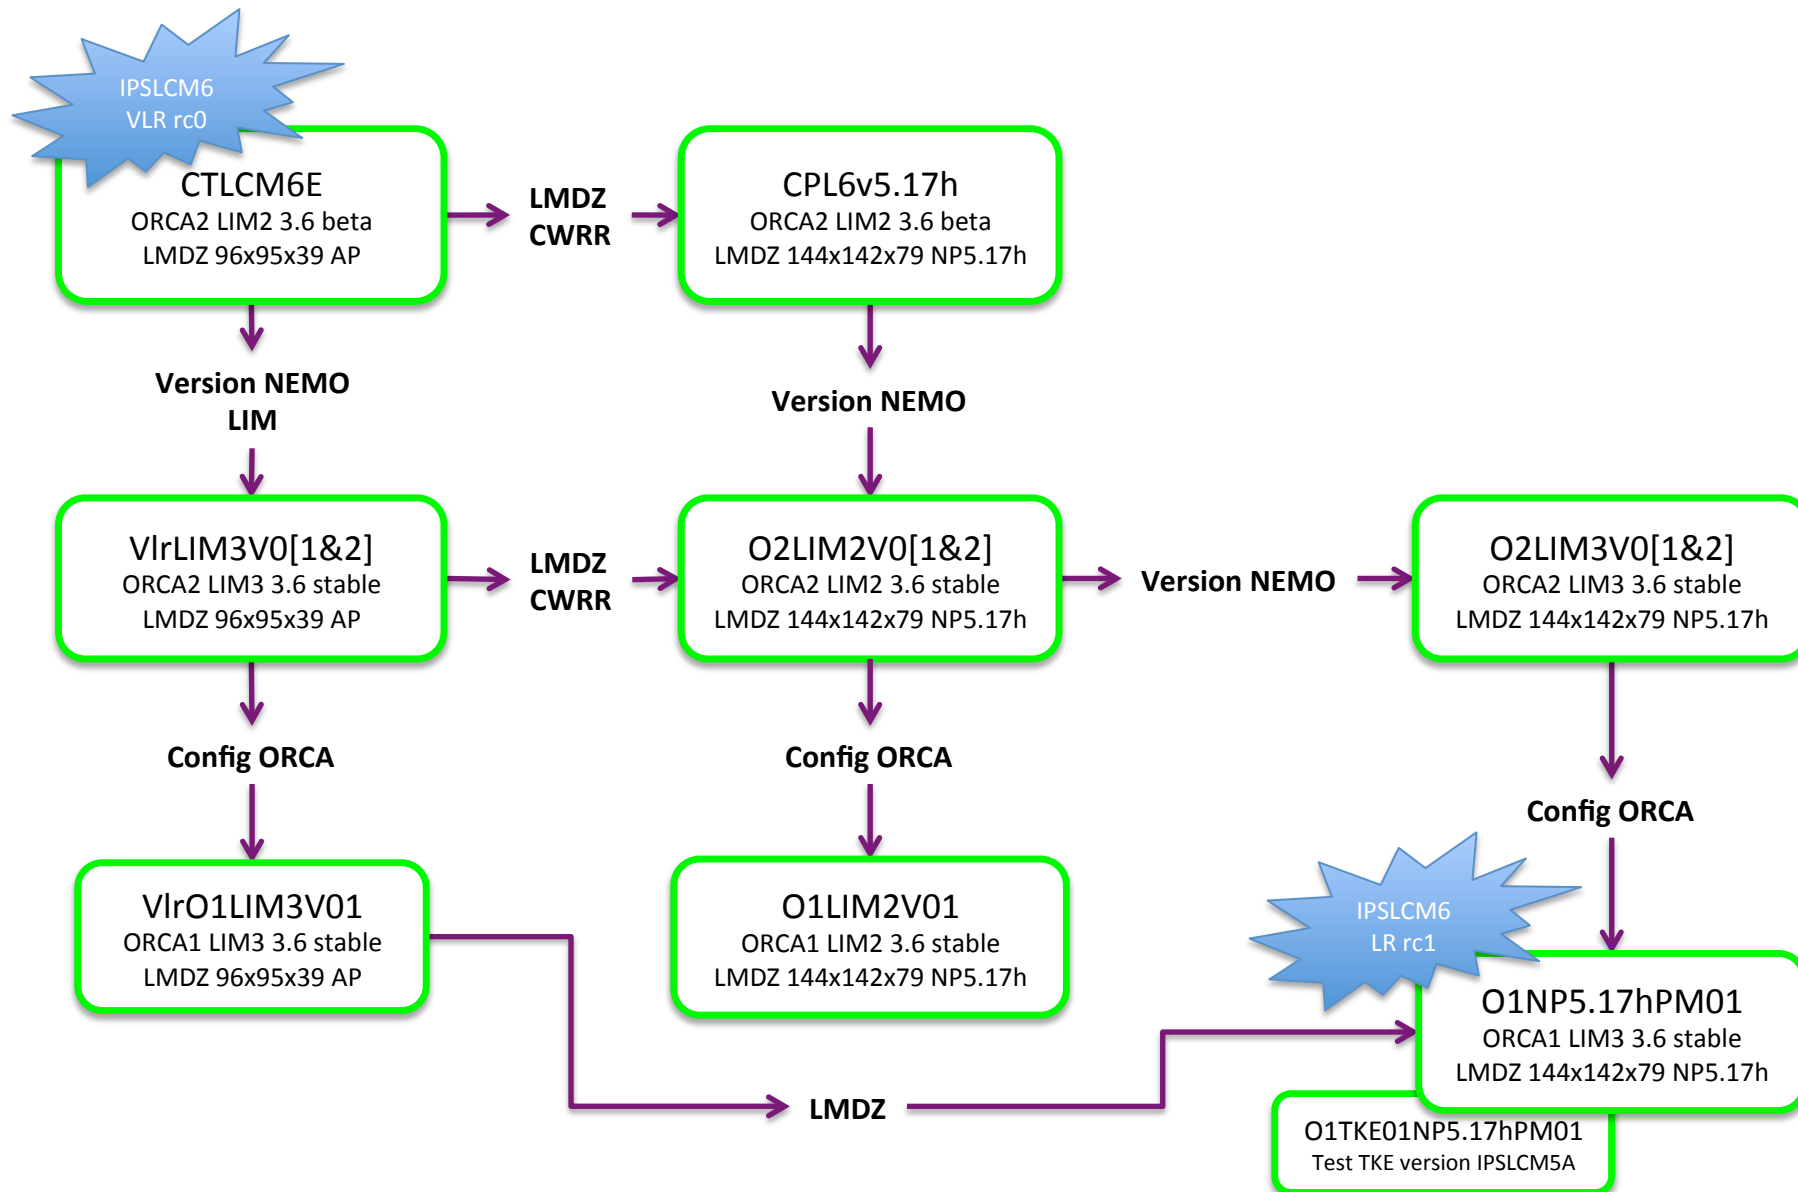 IPSLCM6
VLR rc0
CTLCM6E
ORCA2 LIM2 3.6 beta
LMDZ 96x95x39 AP
LMDZ
CWRR
CPL6v5.17h
ORCA2 LIM2 3.6 beta
LMDZ 144x142x79 NP5.17h
Version NEMO
LIM
Version NEMO
VlrLIM3V0[1&2]
ORCA2 LIM3 3.6 stable
LMDZ 96x95x39 AP
LMDZ
CWRR
O2LIM2V0[1&2]
ORCA2 LIM2 3.6 stable
LMDZ 144x142x79 NP5.17h
Version NEMO
O2LIM3V0[1&2]
ORCA2 LIM3 3.6 stable
LMDZ 144x142x79 NP5.17h
Config ORCA
Config ORCA
Config ORCA
VlrO1LIM3V01
ORCA1 LIM3 3.6 stable
LMDZ 96x95x39 AP
O1LIM2V01
ORCA1 LIM2 3.6 stable
LMDZ 144x142x79 NP5.17h
IPSLCM6
LR rc1
O1NP5.17hPM01
ORCA1 LIM3 3.6 stable
LMDZ 144x142x79 NP5.17h
LMDZ
O1TKE01NP5.17hPM01
Test TKE version IPSLCM5A